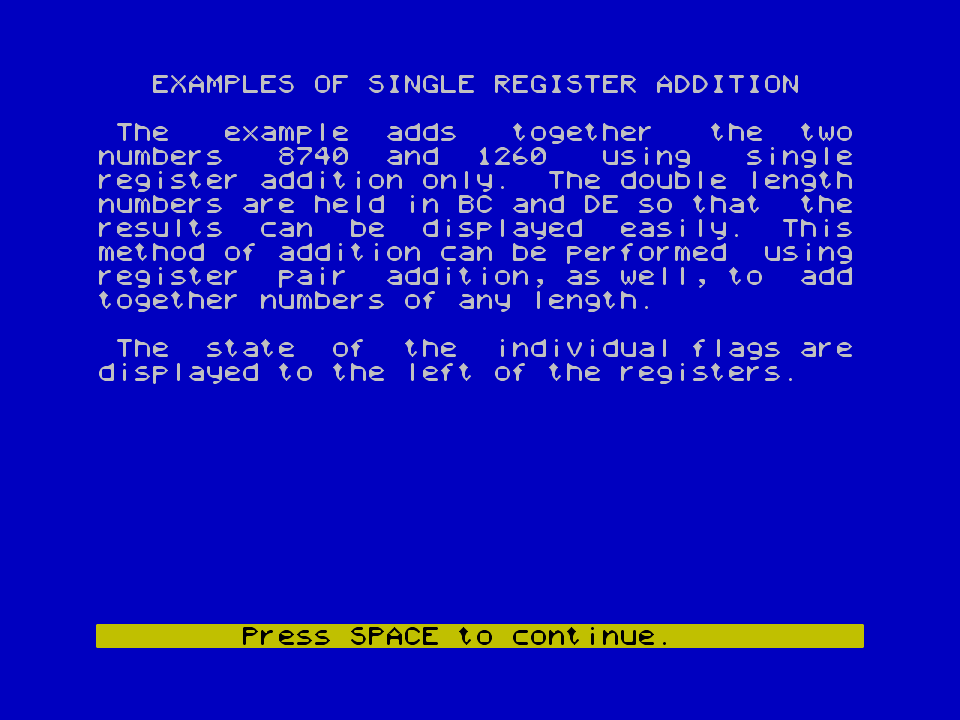 EXAMPLES OF SINGLE REGISTER ADDITION
The example adds together the two
numbers 8740 and 1260 using single
register addition only. The double length
numbers are held in BC and DE so that the
results can be displayed easily. This
method of addition can be performed using
register pair addition, as well, to add
together numbers of any length.
The state of the individual flags are
displayed to the left of the registers.
Press SPACE to continue.